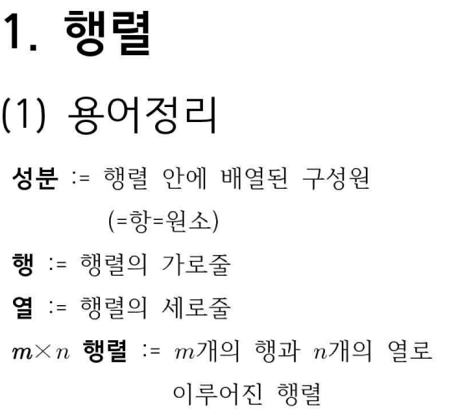 1. 행렬
(1) 용어정리
성분 := 행렬 안에 배열된 구성원
(=항=원소)
행 := 행렬의 가로줄
열 := 행렬의 세로줄
m×n 행렬 := m개의 행과 n개의 열로
이루어진 행렬